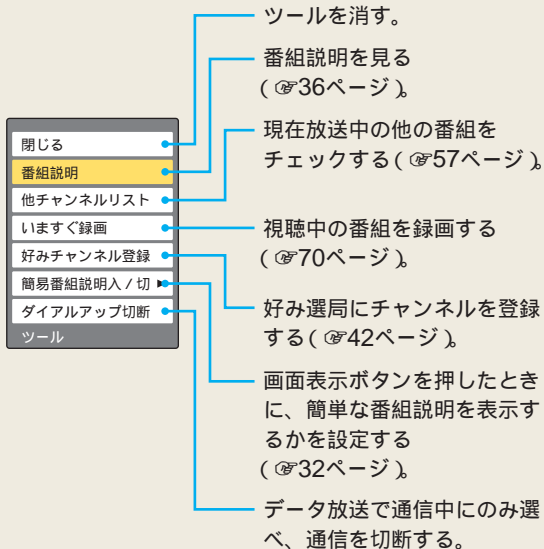 ツールを消す。
番組説明を見る
(☞36ページ)。
現在放送中の他の番組を
チェックする(☞57ページ)。
視聴中の番組を録画する
(☞70ページ)。
好み選局にチャンネルを登録
する(☞42ページ)。
画面表示ボタンを押したとき
に、簡単な番組説明を表示す
るかを設定する
(☞32ページ)。
データ放送で通信中にのみ選
べ、通信を切断する。
閉じる
番組説明
他チャンネルリスト
いますぐ録画
好みチャンネル登録
簡易番組説明入/切
ダイアルアップ切断
ツール